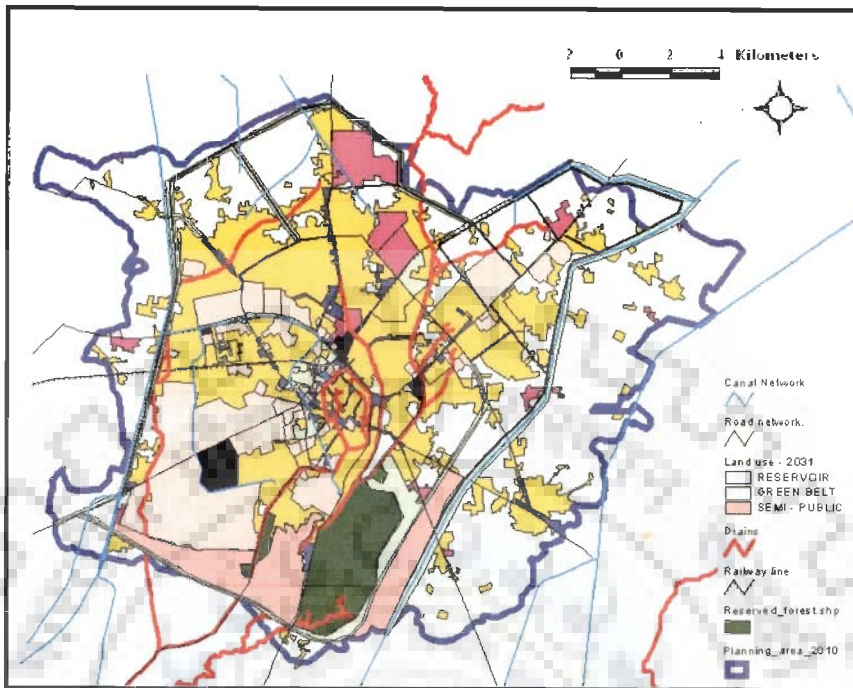 2 0 2 4 Kilometers
Canal Network
Road network.
Land use - 2031
RESERVOIR
GREEN BELT
SEMI - PUBLIC
Drains
Railway line
Reserved_forest.shp
Planning_area_2010